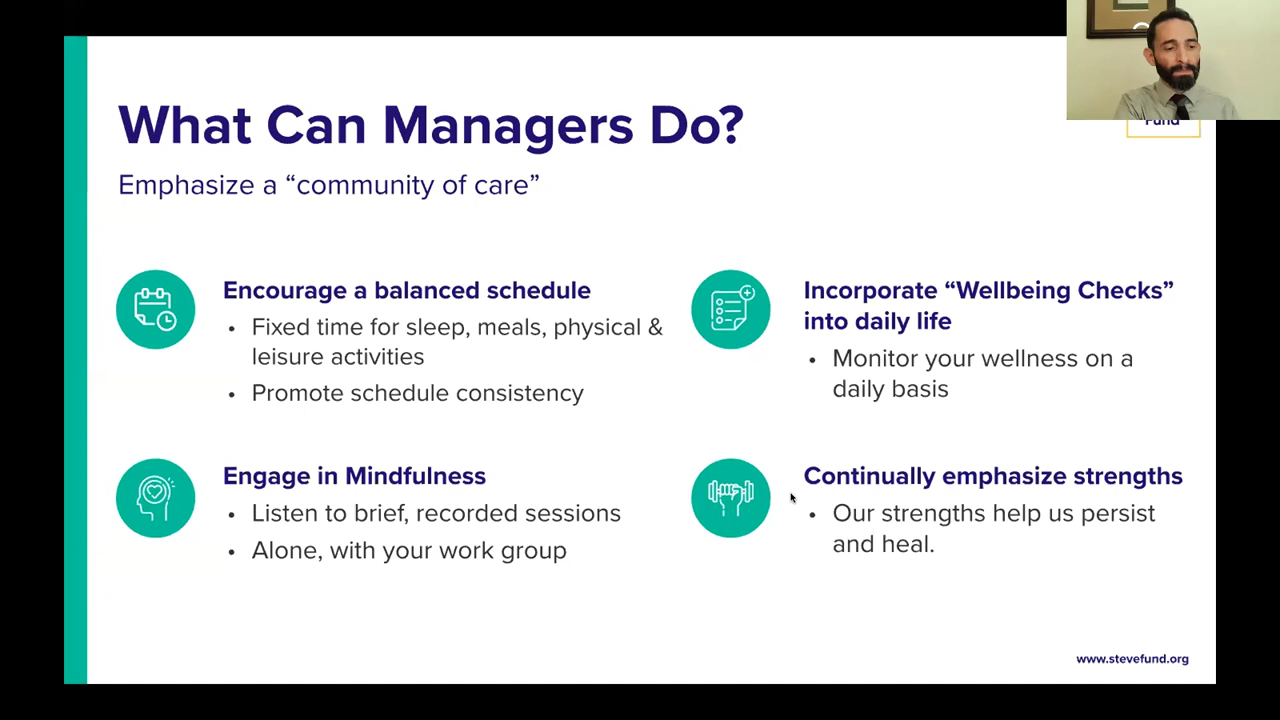 What Can Managers Do?
Emphasize a “community of care”
Encourage a balanced schedule
• Fixed time for sleep, meals, physical &
leisure activities
• Promote schedule consistency
Incorporate “Wellbeing Checks”
into daily life
• Monitor your wellness on a
daily basis
Engage in Mindfulness
• Listen to brief, recorded sessions
• Alone, with your work group
Continually emphasize strengths
• Our strengths help us persist
and heal.
Fund
www.stevefund.org